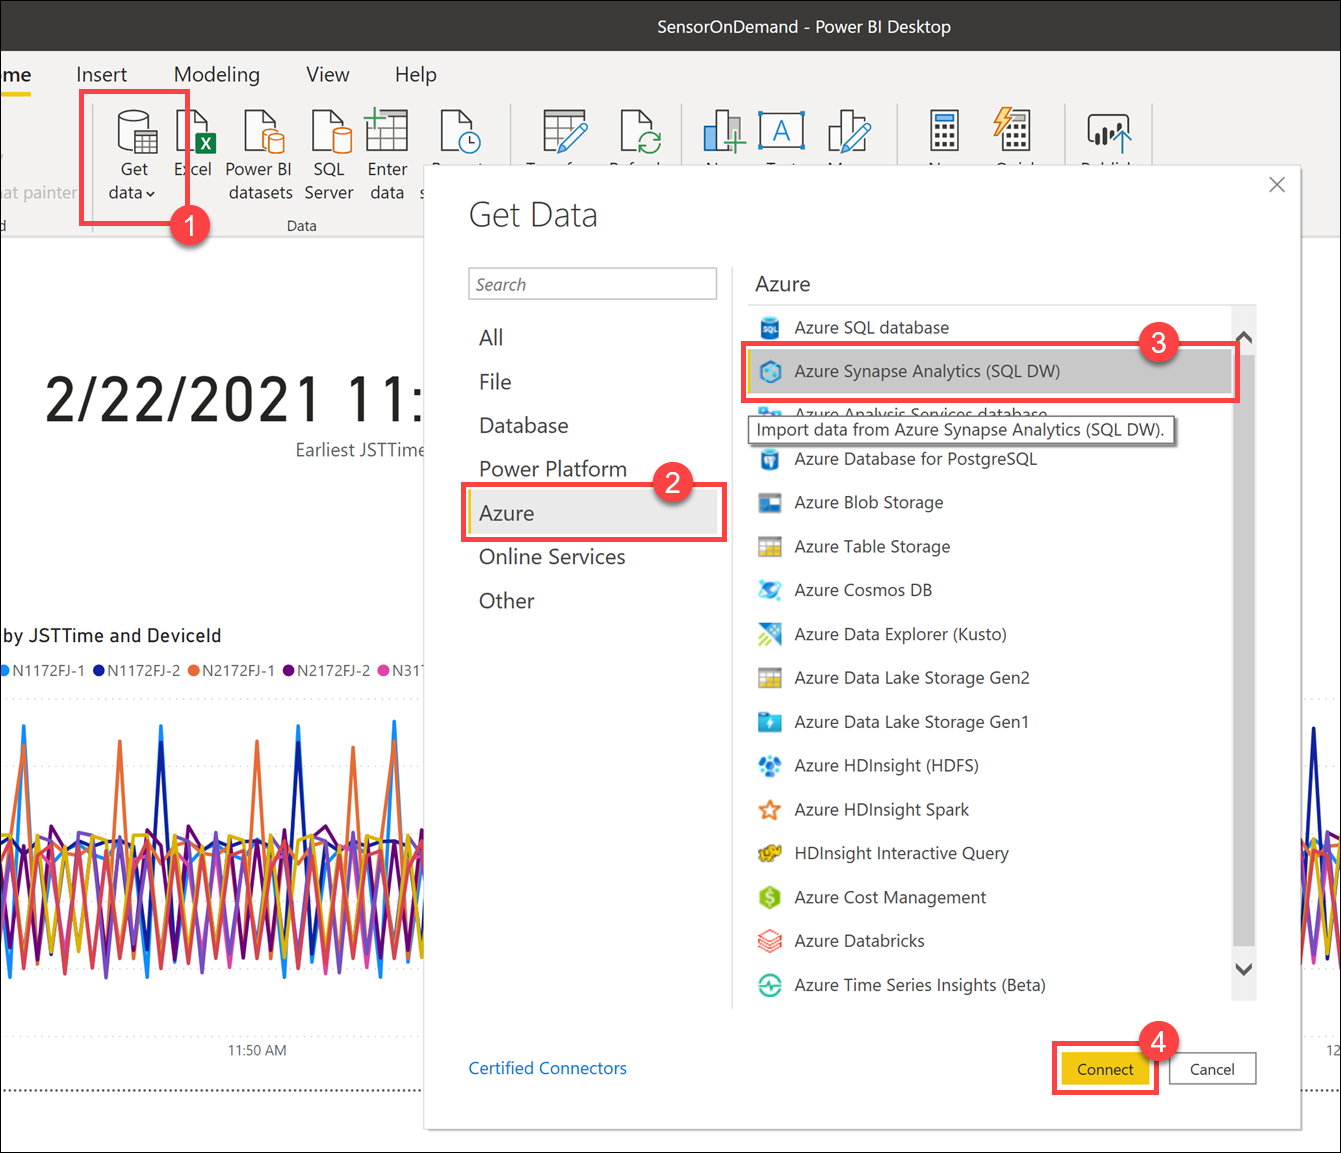 SensorOnDemand - Power BI Desktop
Insert Modeling View Help
Get data
Excel
Power BI datasets
SQL Server
Enter data
Data
1
Get Data
Search
All
File
Database
Power Platform
2
Azure
Online Services
Other
Azure
Azure SQL database
3
Azure Synapse Analytics (SQL DW)
Azure Analysis Services database
Import data from Azure Synapse Analytics (SQL DW).
Azure Database for PostgreSQL
Azure Blob Storage
Azure Table Storage
Azure Cosmos DB
Azure Data Explorer (Kusto)
Azure Data Lake Storage Gen2
Azure Data Lake Storage Gen1
Azure HDInsight (HDFS)
Azure HDInsight Spark
HDInsight Interactive Query
Azure Cost Management
Azure Databricks
Azure Time Series Insights (Beta)
Certified Connectors
4
Connect
Cancel
2/22/2021 11:
Earliest JSTTime
by JSTTime and DeviceId
N1172FJ-1 N1172FJ-2 N2172FJ-1 N2172FJ-2 N317
11:50 AM